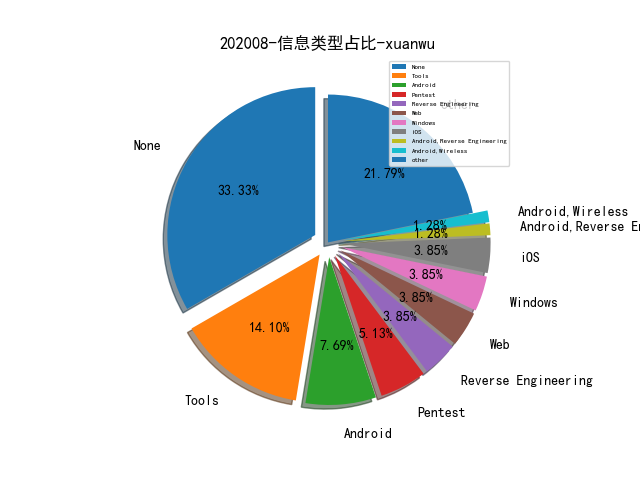 202008-信息类型占比-xuanwu
None
Tools
Android
Pentest
Reverse Engineering
Web
Windows
iOS
Android,Reverse Engineering
Android,Wireless
other
other
None
33.33%
21.79%
Android,Wireless
1.28%
Android,Reverse En
1.28%
iOS
3.85%
Windows
3.85%
Web
3.85%
Reverse Engineering
3.85%
Pentest
5.13%
Android
7.69%
Tools
14.10%